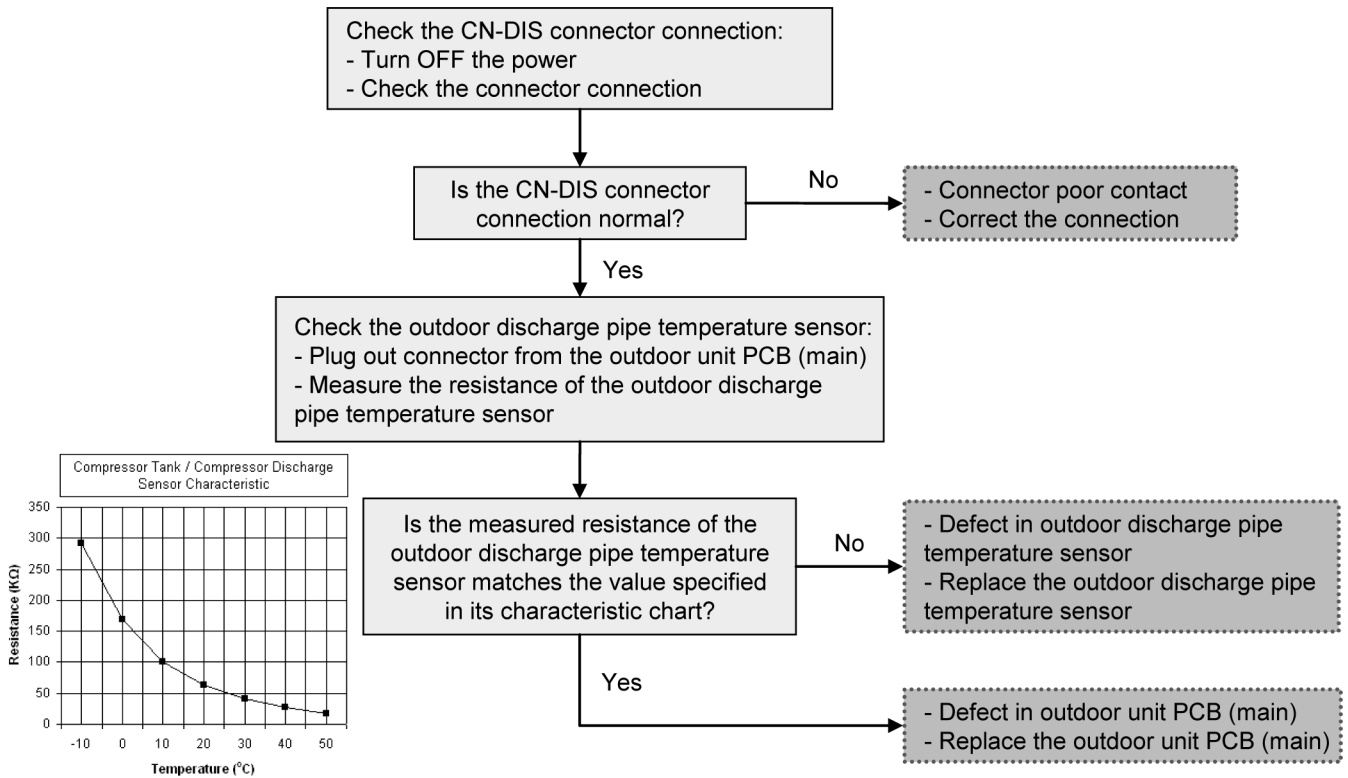 Check the CN-DIS connector connection:
- Turn OFF the power
- Check the connector connection
Is the CN-DIS connector
connection normal?
No
- Connector poor contact
- Correct the connection
Yes
Check the outdoor discharge pipe temperature sensor:
- Plug out connector from the outdoor unit PCB (main)
- Measure the resistance of the outdoor discharge
pipe temperature sensor
Compressor Tank / Compressor Discharge
Sensor Characteristic
Resistance (KΩ)
350
300
250
200
150
100
50
0
-10 0 10 20 30 40 50
Temperature (⁰C)
Is the measured resistance of the
outdoor discharge pipe temperature
sensor matches the value specified
in its characteristic chart?
No
- Defect in outdoor discharge pipe
temperature sensor
- Replace the outdoor discharge pipe
temperature sensor
Yes
- Defect in outdoor unit PCB (main)
- Replace the outdoor unit PCB (main)